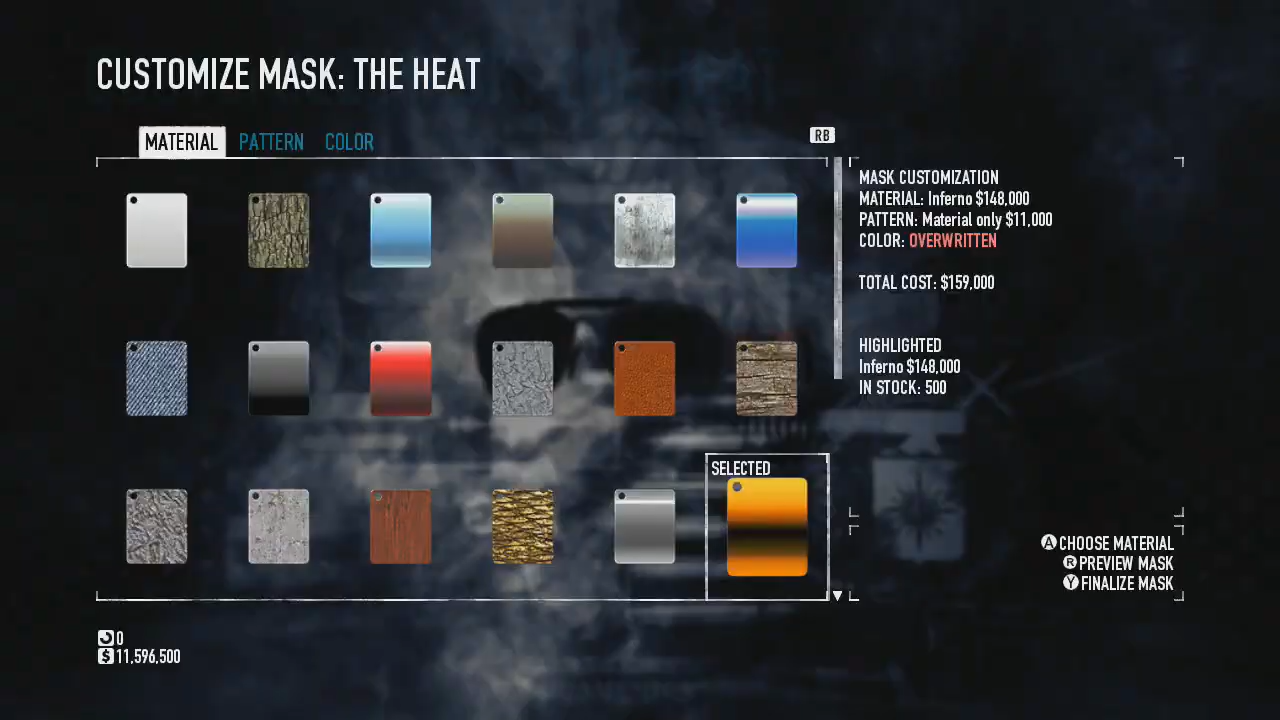 CUSTOMIZE MASK: THE HEAT
MATERIAL PATTERN COLOR
RB
MASK CUSTOMIZATION
MATERIAL: Inferno $148,000
PATTERN: Material only $11,000
COLOR: OVERWRITTEN
TOTAL COST: $159,000
HIGHLIGHTED
Inferno $148,000
IN STOCK: 500
SELECTED
A CHOOSE MATERIAL
R PREVIEW MASK
Y FINALIZE MASK
0
$ 11,596,500